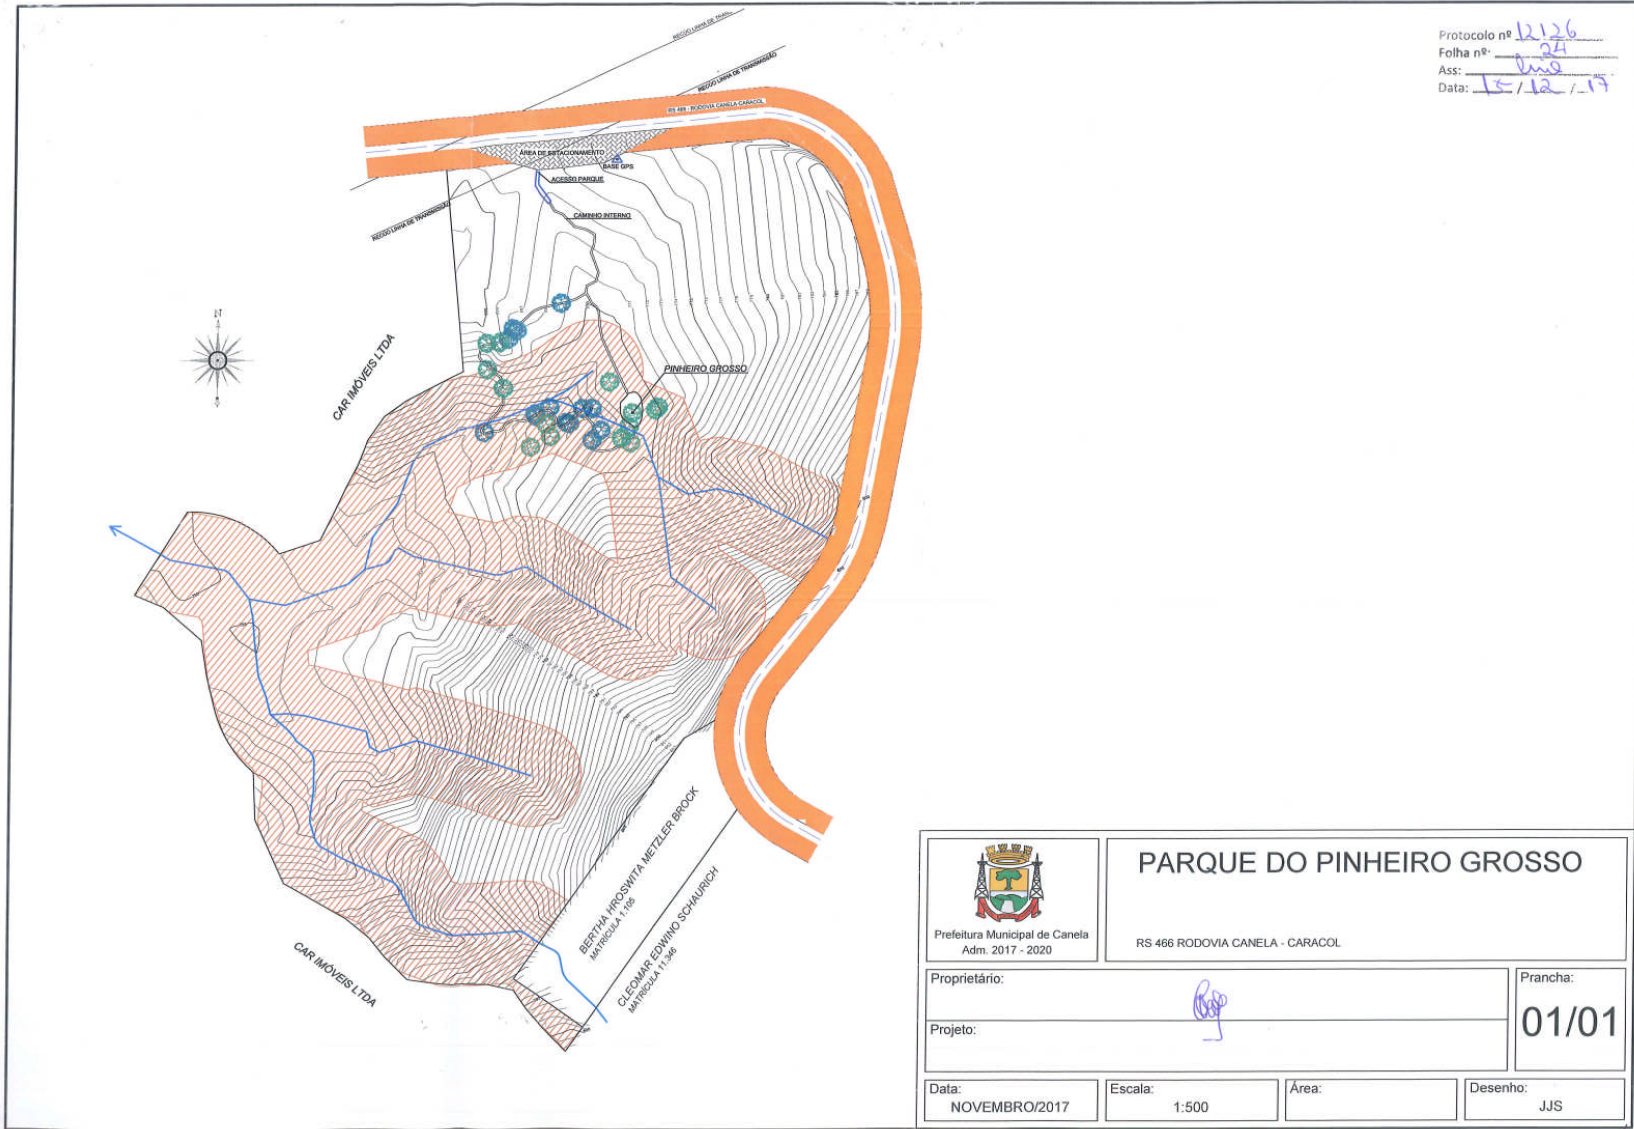 Protocolo nº 12126
Folha nº 24
Ass:
Data: 15 / 12 / 17
RECUO LINHA DE
RECUO LINHA DE TRANSMISSÃO
RS 466 - RODOVIA CANELA-CARACOL
ÁREA DE ESTACIONAMENTO
BASE GPS
ACESSO PARQUE
CAMINHO INTERNO
RECUO LINHA DE TRANSMISSÃO
N
CAR IMÓVEIS LTDA
PINHEIRO GROSSO
BERTHA HROSWITA METZLER BROCK
MATRÍCULA 1.105
CLEOMAR EDWINO SCHAURICH
MATRÍCULA 11.346
CAR IMÓVEIS LTDA
Prefeitura Municipal de Canela
Adm. 2017 - 2020
PARQUE DO PINHEIRO GROSSO
RS 466 RODOVIA CANELA - CARACOL
Proprietário:
Projeto:
Prancha:
01/01
Data:
NOVEMBRO/2017
Escala:
1:500
Área:
Desenho:
JJS